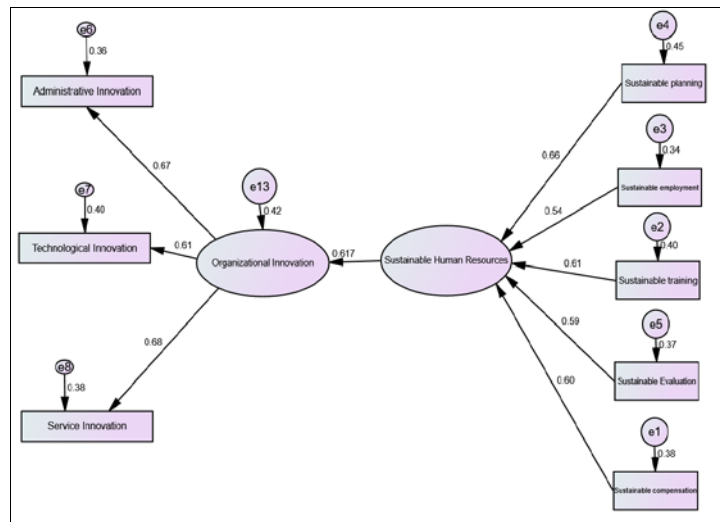 e6
0.36
Administrative Innovation
e7
0.40
Technological Innovation
e8
0.38
Service Innovation
0.67
0.61
0.68
e13
0.42
Organizational Innovation
0.617
Sustainable Human Resources
0.66
0.54
0.61
0.59
0.60
e4
0.45
Sustainable planning
e3
0.34
Sustainable employment
e2
0.40
Sustainable training
e5
0.37
Sustainable Evaluation
e1
0.38
Sustainable compensation